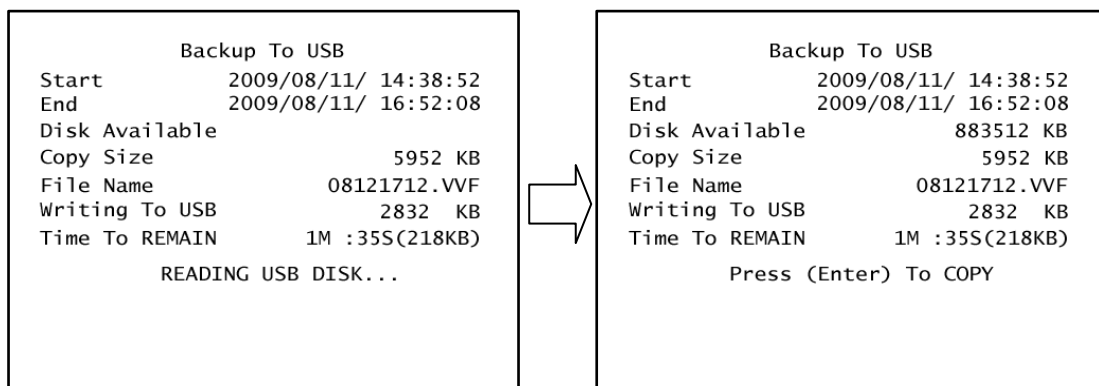 Backup To USB
Start 2009/08/11/ 14:38:52
End 2009/08/11/ 16:52:08
Disk Available
Copy Size 5952 KB
File Name 08121712.VVF
Writing To USB 2832 KB
Time To REMAIN 1M :35S(218KB)
READING USB DISK...
Backup To USB
Start 2009/08/11/ 14:38:52
End 2009/08/11/ 16:52:08
Disk Available 883512 KB
Copy Size 5952 KB
File Name 08121712.VVF
Writing To USB 2832 KB
Time To REMAIN 1M :35S(218KB)
Press (Enter) To COPY